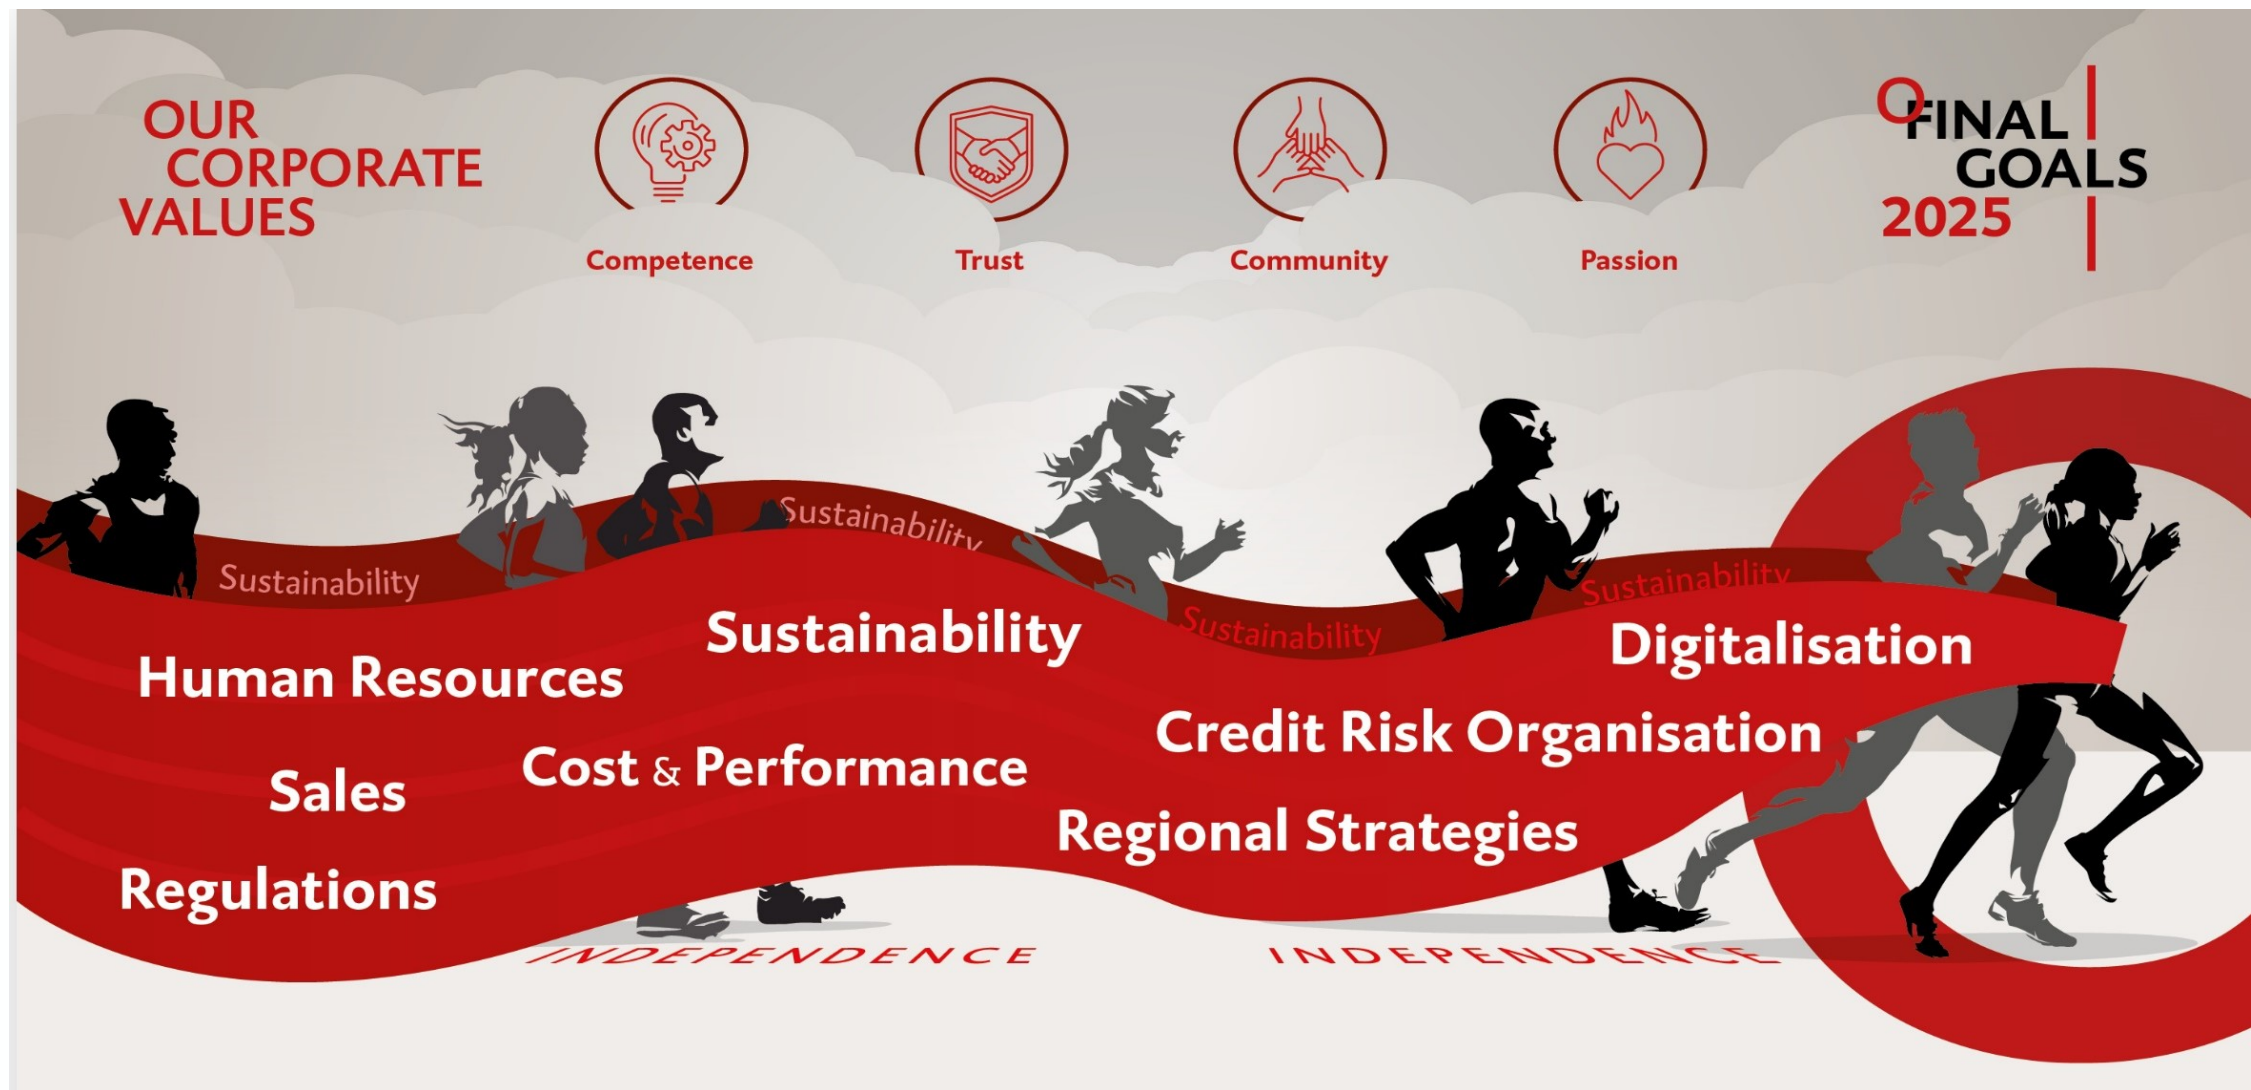 OUR
CORPORATE
VALUES
Competence
Trust
Community
Passion
FINAL
GOALS
2025
Sustainability
Sustainability
Sustainability
Sustainability
Human Resources
Sustainability
Digitalisation
Sales
Cost & Performance
Credit Risk Organisation
Regulations
Regional Strategies
INDEPENDENCE
INDEPENDENCE